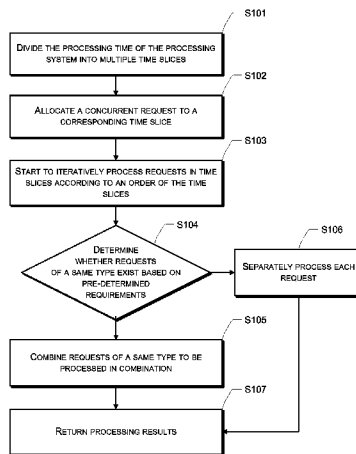 S101
DIVIDE THE PROCESSING TIME OF THE PROCESSING
SYSTEM INTO MULTIPLE TIME SLICES
S102
ALLOCATE A CONCURRENT REQUEST TO A
CORRESPONDING TIME SLICE
S103
START TO ITERATIVELY PROCESS REQUESTS IN TIME
SLICES ACCORDING TO AN ORDER OF THE TIME
SLICES
S104
DETERMINE
WHETHER REQUESTS
OF A SAME TYPE EXIST BASED ON
PRE-DETERMINED
REQUIREMENTS
S106
SEPARATELY PROCESS EACH
REQUEST
S105
COMBINE REQUESTS OF A SAME TYPE TO BE
PROCESSED IN COMBINATION
S107
RETURN PROCESSING RESULTS